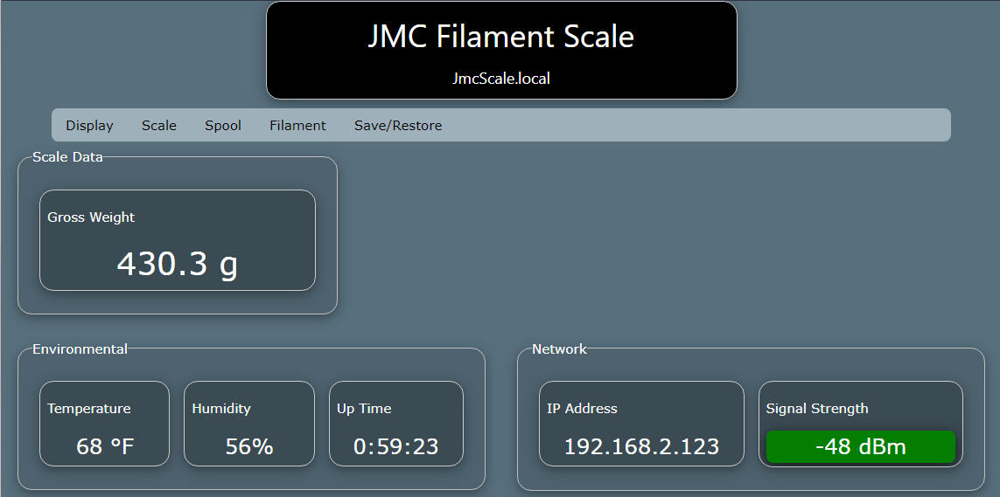 JMC Filament Scale
JmcScale.local
Display Scale Spool Filament Save/Restore
Scale Data
Gross Weight
430.3 g
Environmental
Temperature
68 °F
Humidity
56%
Up Time
0:59:23
Network
IP Address
192.168.2.123
Signal Strength
-48 dBm